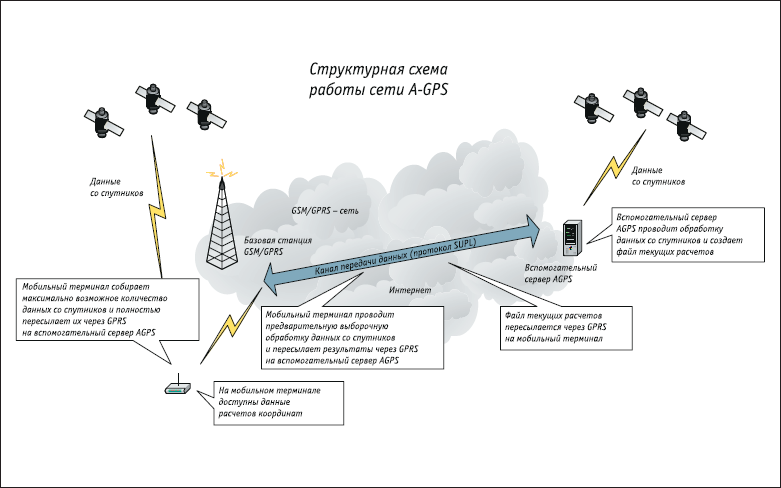 Структурная схема
работы сети A-GPS
Данные
со спутников
Данные
со спутников
GSM/GPRS – сеть
Базовая станция
GSM/GPRS
Вспомогательный сервер
AGPS проводит обработку
данных со спутников и создает
файл текущих расчетов
Канал передачи данных (протокол SUPL)
Вспомогательный
сервер AGPS
Интернет
Мобильный терминал собирает
максимально возможное количество
данных со спутников и полностью
пересылает их через GPRS
на вспомогательный сервер AGPS
Мобильный терминал проводит
предварительную выборочную
обработку данных со спутников
и пересылает результаты через GPRS
на вспомогательный сервер AGPS
Файл текущих расчетов
пересылается через GPRS
на мобильный терминал
На мобильном терминале
доступны данные
расчетов координат